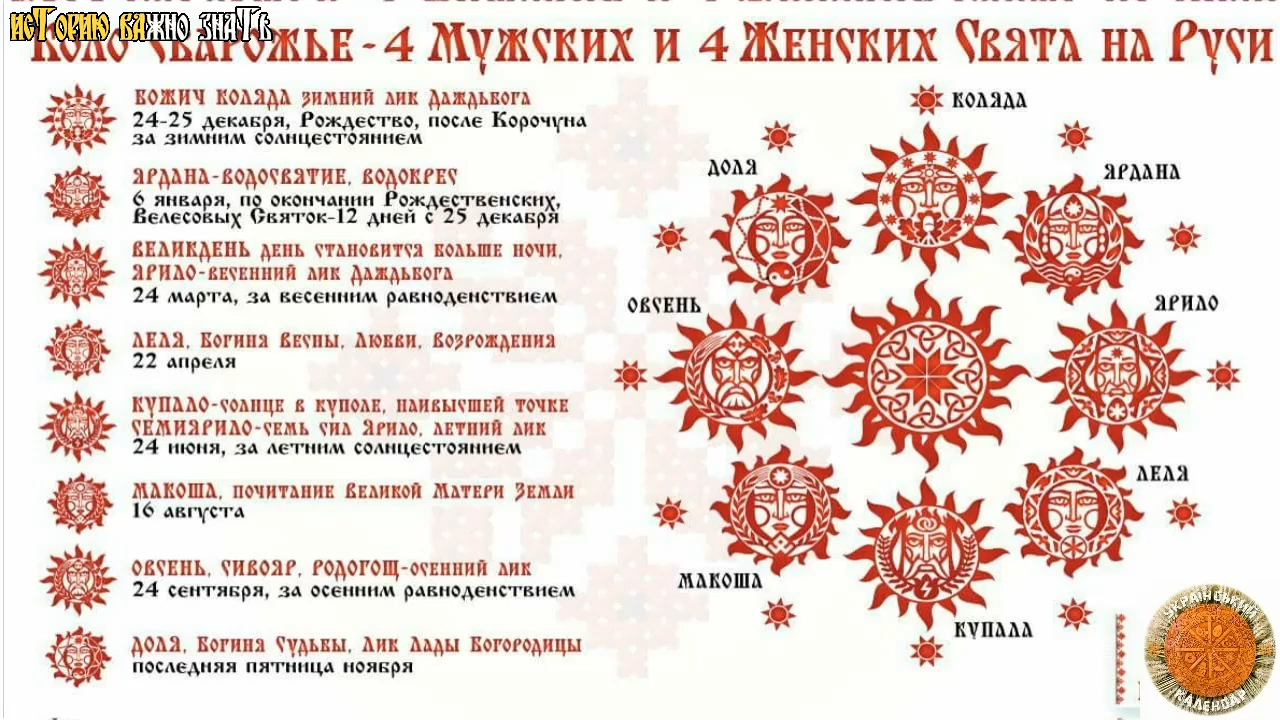 ИСТОРИЮ ВАЖНО ЗНАТЬ
КОЛО СВАРОЖЬЕ - 4 МУЖСКИХ И 4 ЖЕНСКИХ СВЯТА НА РУСИ
БОЖИЧ КОЛЯДА ЗИМНИЙ ЛИК ДАЖДЬБОГА
24-25 декабря, Рождество, после Корочуна
за зимним солнцестоянием
ЯРДАНА-ВОДОСВЯТИЕ, ВОДОКРЕС
6 января, по окончании Рождественских,
Велесовых Святок-12 дней с 25 декабря
ВЕЛИКДЕНЬ ДЕНЬ СТАНОВИТСЯ БОЛЬШЕ НОЧИ,
ЯРИЛО-ВЕСЕННИЙ ЛИК ДАЖДЬБОГА
24 марта, за весенним равноденствием
ЛЕЛЯ, БОГИНЯ ВЕСНЫ, ЛЮБВИ, ВОЗРОЖДЕНИЯ
22 апреля
КУПАЛО-СОЛНЦЕ В КУПОЛЕ, НАИВЫСШЕЙ ТОЧКЕ
СЕМИЯРИЛО-СЕМЬ СИЛ ЯРИЛО, ЛЕТНИЙ ЛИК
24 июня, за летним солнцестоянием
МАКОША, ПОЧИТАНИЕ ВЕЛИКОЙ МАТЕРИ ЗЕМЛИ
16 августа
ОВСЕНЬ, СИВОЯР, РОДОГОЩ-ОСЕННИЙ ЛИК
24 сентября, за осенним равноденствием
ДОЛЯ, БОГИНЯ СУДЬБЫ, ЛИК ЛАДЫ БОГОРОДИЦЫ
последняя пятница ноября
КОЛЯДА
ДОЛЯ
ЯРДАНА
ОВСЕНЬ
ЯРИЛО
ЛЕЛЯ
МАКОША
КУПАЛА
УКРАЇНСЬКИЙ
КАЛЕНДАР